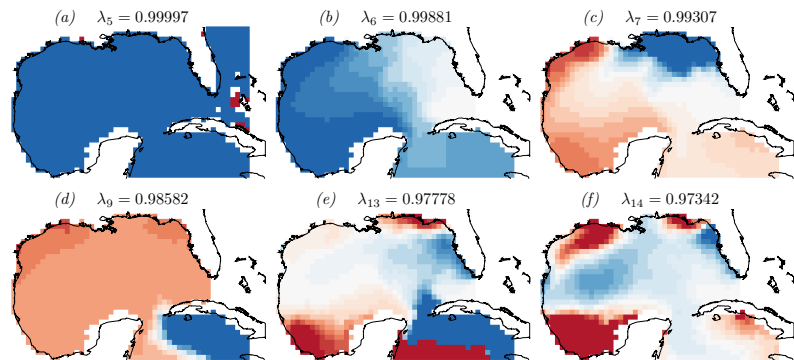 (a) λ₅ = 0.99997
(b) λ₆ = 0.99881
(c) λ₇ = 0.99307
(d) λ₉ = 0.98582
(e) λ₁₃ = 0.97778
(f) λ₁₄ = 0.97342